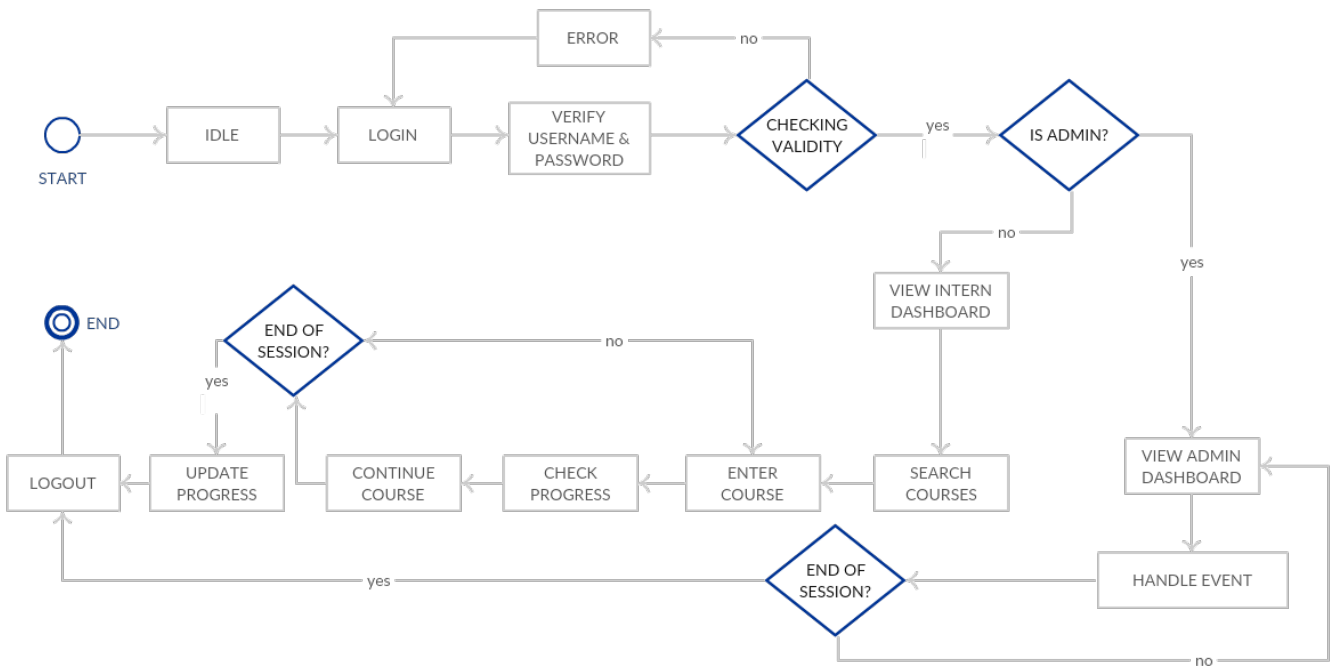 ERROR
no
START
IDLE
LOGIN
VERIFY
USERNAME &
PASSWORD
CHECKING
VALIDITY
yes
IS ADMIN?
no
yes
VIEW INTERN
DASHBOARD
END
END OF
SESSION?
no
yes
LOGOUT
UPDATE
PROGRESS
CONTINUE
COURSE
CHECK
PROGRESS
ENTER
COURSE
SEARCH
COURSES
VIEW ADMIN
DASHBOARD
HANDLE EVENT
END OF
SESSION?
yes
no